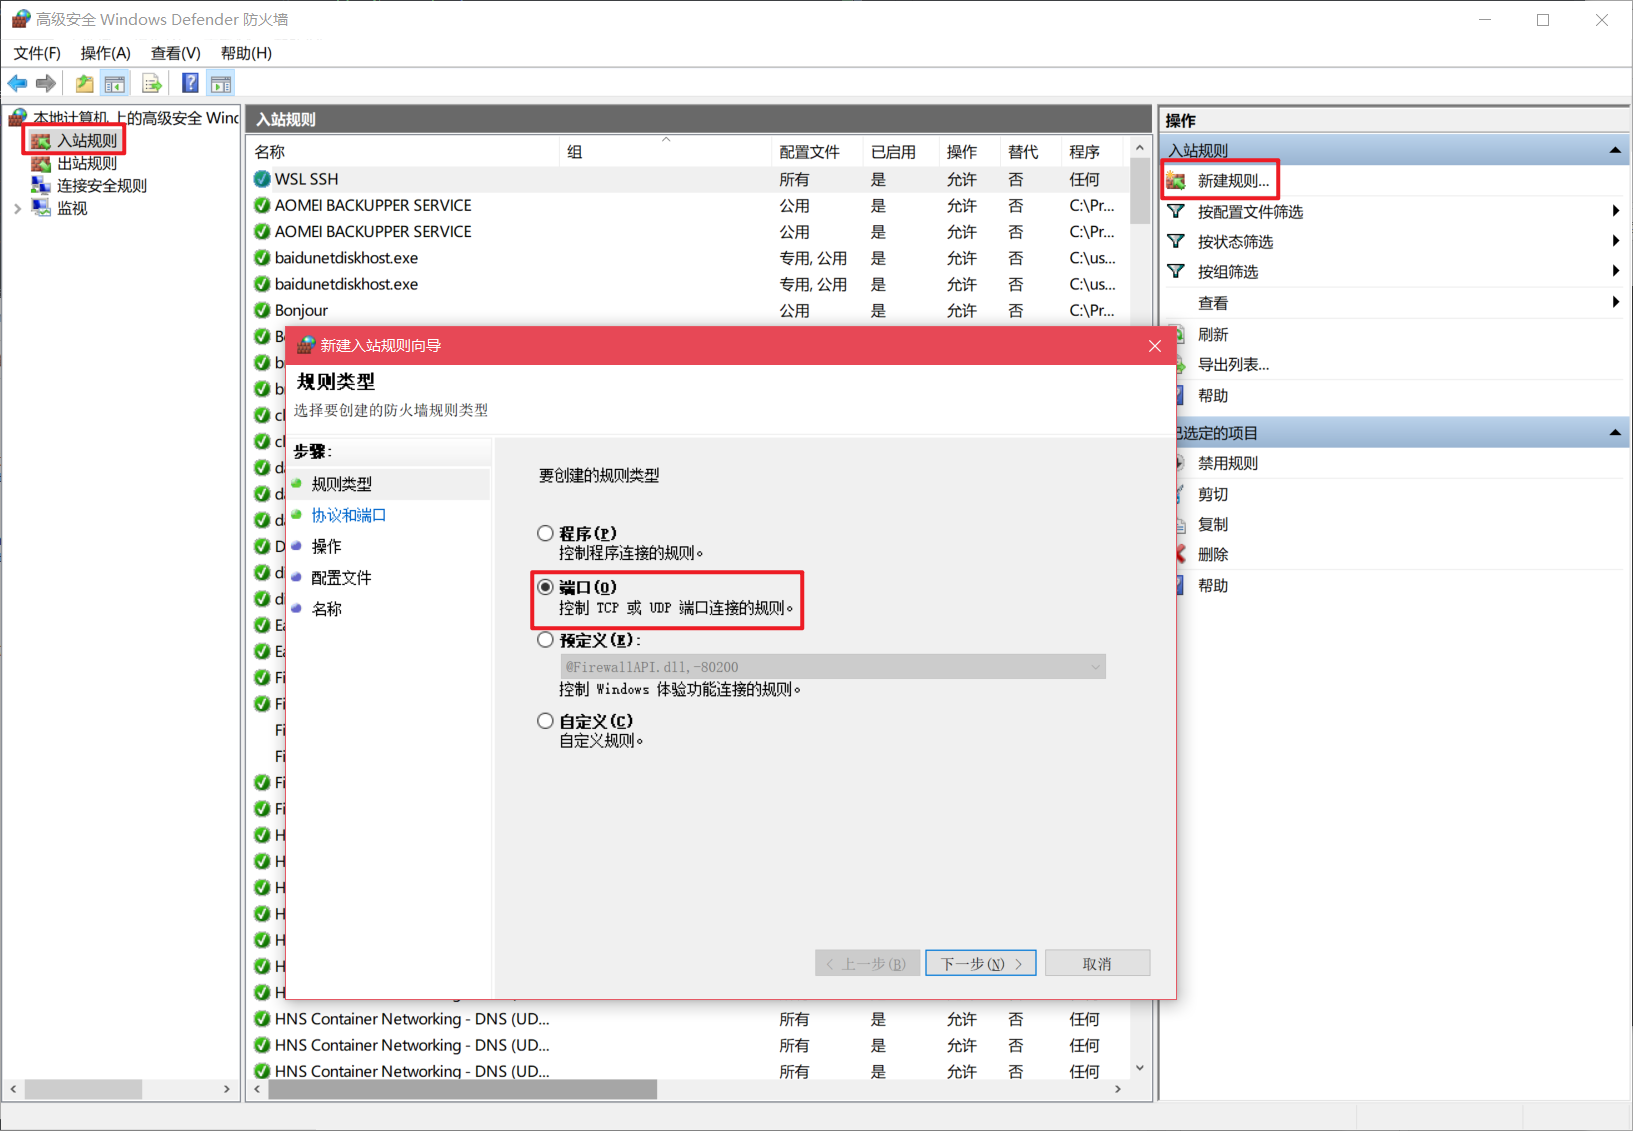 高级安全 Windows Defender 防火墙
文件(F) 操作(A) 查看(V) 帮助(H)
本地计算机 上的高级安全 Wind
入站规则
出站规则
连接安全规则
监视
入站规则
名称 组 配置文件 已启用 操作 替代 程序
WSL SSH 所有 是 允许 否 任何
AOMEI BACKUPPER SERVICE 公用 是 允许 否 C:\Pr...
AOMEI BACKUPPER SERVICE 公用 是 允许 否 C:\Pr...
baidunetdiskhost.exe 专用, 公用 是 允许 否 C:\us...
baidunetdiskhost.exe 专用, 公用 是 允许 否 C:\us...
Bonjour 公用 是 允许 否 C:\Pr...
新建入站规则向导
规则类型
选择要创建的防火墙规则类型
步骤:
规则类型
协议和端口
操作
配置文件
名称
要创建的规则类型
程序(P)
控制程序连接的规则。
端口(O)
控制 TCP 或 UDP 端口连接的规则。
预定义(E):
@FirewallAPI.dll,-80200
控制 Windows 体验功能连接的规则。
自定义(C)
自定义规则。
< 上一步(B) 下一步(N) > 取消
HNS Container Networking - DNS (UD... 所有 是 允许 否 任何
HNS Container Networking - DNS (UD... 所有 是 允许 否 任何
HNS Container Networking - DNS (UD... 所有 是 允许 否 任何
操作
入站规则
新建规则...
按配置文件筛选
按状态筛选
按组筛选
查看
刷新
导出列表...
帮助
已选定的项目
禁用规则
剪切
复制
删除
帮助